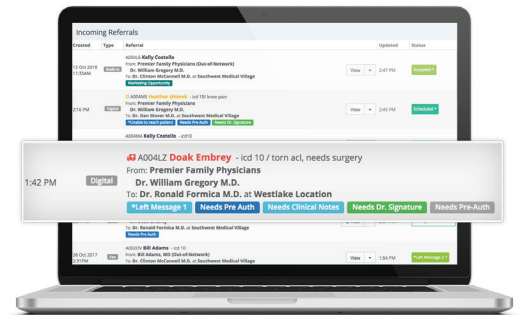 Incoming Referrals
Created Type Referral Updated Status
A004L6 Kelly Costello
From: Premier Family Physicians (Out-of-Network)
12 Oct 2018 Walk-in Dr. William Gregory M.D. View 2:47 PM Accepted
11:35AM To: Dr. Clinton McConnell M.D. at Southwest Medical Village
Marketing Opportunity
A004M5 Heather shimek - icd 10/ knee pain
From: Premier Family Physicians
2:16 PM Digital Dr. William Gregory M.D. View 2:45 PM Scheduled
To: Dr. Dan Glover M.D. at Southwest Medical Village
*Unable to reach patient Needs Pre Auth Needs Dr. Signature
A004NM Kelly Costello - icd10
A004LZ Doak Embrey - icd 10 / torn acl, needs surgery
From: Premier Family Physicians
1:42 PM Digital Dr. William Gregory M.D.
To: Dr. Ronald Formica M.D. at Westlake Location
*Left Message 1 Needs Pre Auth Needs Clinical Notes Needs Dr. Signature Needs Pre-Auth
To: Dr. Ronald Formica M.D. at Southwest Medical Village
Needs Pre Auth
A002OV Bill Adams - icd 10
26 Oct 2017 Fax From: Bill Adams, MD (Out-of-Network) View 1:54 PM *Left Message 2
2:31PM To: Dr. Clinton McConnell M.D. at Southwest Medical Village